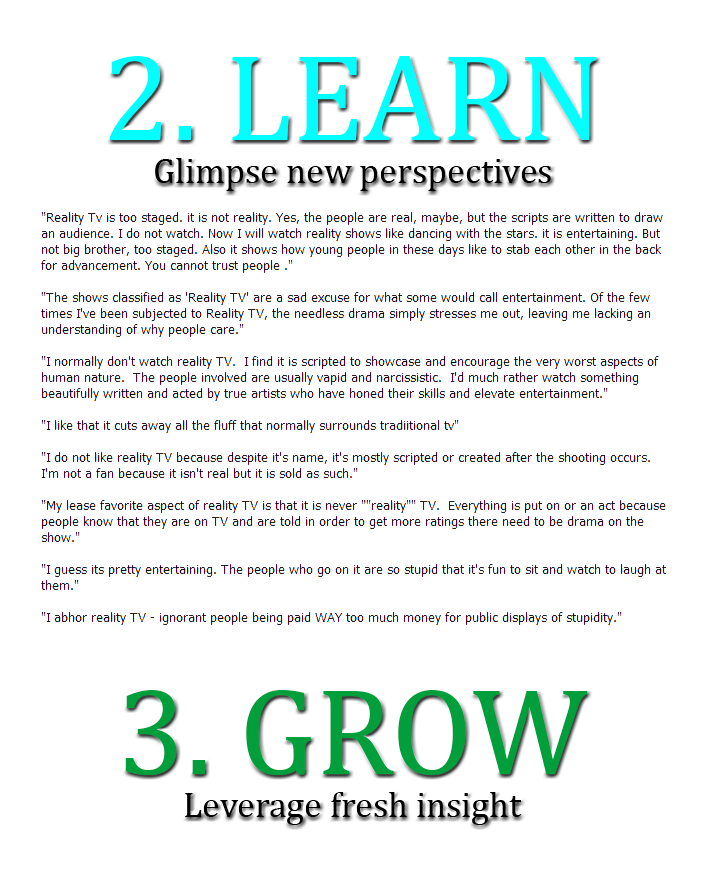 2. LEARN
Glimpse new perspectives
"Reality Tv is too staged. it is not reality. Yes, the people are real, maybe, but the scripts are written to draw
an audience. I do not watch. Now I will watch reality shows like dancing with the stars. it is entertaining. But
not big brother, too staged. Also it shows how young people in these days like to stab each other in the back
for advancement. You cannot trust people ."
"The shows classified as 'Reality TV' are a sad excuse for what some would call entertainment. Of the few
times I've been subjected to Reality TV, the needless drama simply stresses me out, leaving me lacking an
understanding of why people care."
"I normally don't watch reality TV.  I find it is scripted to showcase and encourage the very worst aspects of
human nature.  The people involved are usually vapid and narcissistic.  I'd much rather watch something
beautifully written and acted by true artists who have honed their skills and elevate entertainment."
"I like that it cuts away all the fluff that normally surrounds tradiitional tv"
"I do not like reality TV because despite it's name, it's mostly scripted or created after the shooting occurs.
I'm not a fan because it isn't real but it is sold as such."
"My lease favorite aspect of reality TV is that it is never ""reality"" TV.  Everything is put on or an act because
people know that they are on TV and are told in order to get more ratings there need to be drama on the
show."
"I guess its pretty entertaining. The people who go on it are so stupid that it's fun to sit and watch to laugh at
them."
"I abhor reality TV - ignorant people being paid WAY too much money for public displays of stupidity."
3. GROW
Leverage fresh insight